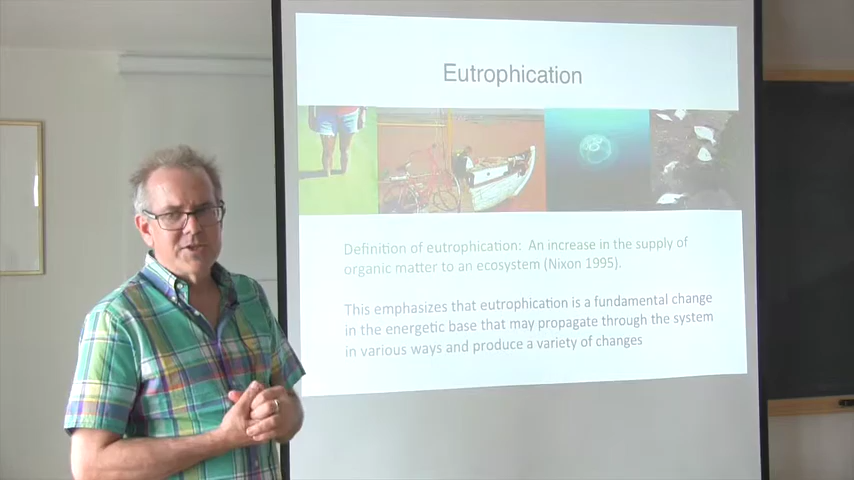 Eutrophication
Definition of eutrophication: An increase in the supply of
organic matter to an ecosystem (Nixon 1995).
This emphasizes that eutrophication is a fundamental change
in the energetic base that may propagate through the system
in various ways and produce a variety of changes